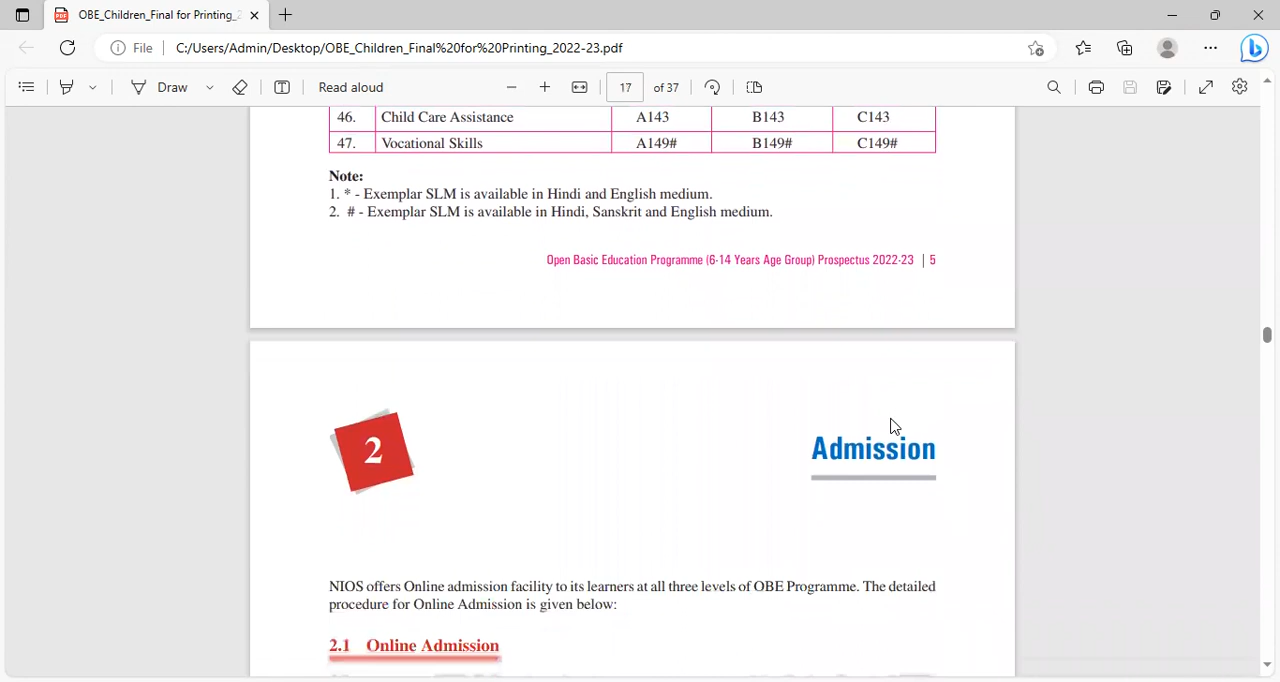 OBE_Children_Final for Printing_2
File
C:/Users/Admin/Desktop/OBE_Children_Final%20for%20Printing_2022-23.pdf
Draw
Read aloud
17 of 37
46. Child Care Assistance A143 B143 C143
47. Vocational Skills A149# B149# C149#
Note:
1. * - Exemplar SLM is available in Hindi and English medium.
2. # - Exemplar SLM is available in Hindi, Sanskrit and English medium.
Open Basic Education Programme (6-14 Years Age Group) Prospectus 2022-23 | 5
2
Admission
NIOS offers Online admission facility to its learners at all three levels of OBE Programme. The detailed
procedure for Online Admission is given below:
2.1 Online Admission